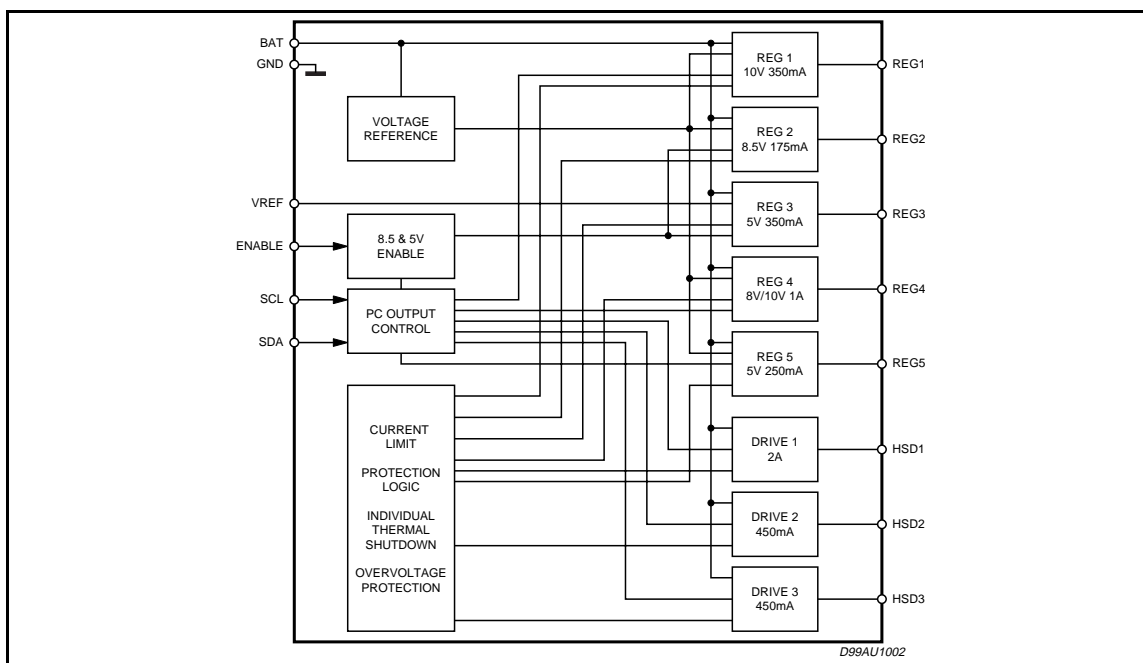 BAT
GND
VREF
ENABLE
SCL
SDA
VOLTAGE
REFERENCE
8.5 & 5V
ENABLE
PC OUTPUT
CONTROL
CURRENT
LIMIT
PROTECTION
LOGIC
INDIVIDUAL
THERMAL
SHUTDOWN
OVERVOLTAGE
PROTECTION
REG 1
10V 350mA
REG 2
8.5V 175mA
REG 3
5V 350mA
REG 4
8V/10V 1A
REG 5
5V 250mA
DRIVE 1
2A
DRIVE 2
450mA
DRIVE 3
450mA
REG1
REG2
REG3
REG4
REG5
HSD1
HSD2
HSD3
D99AU1002